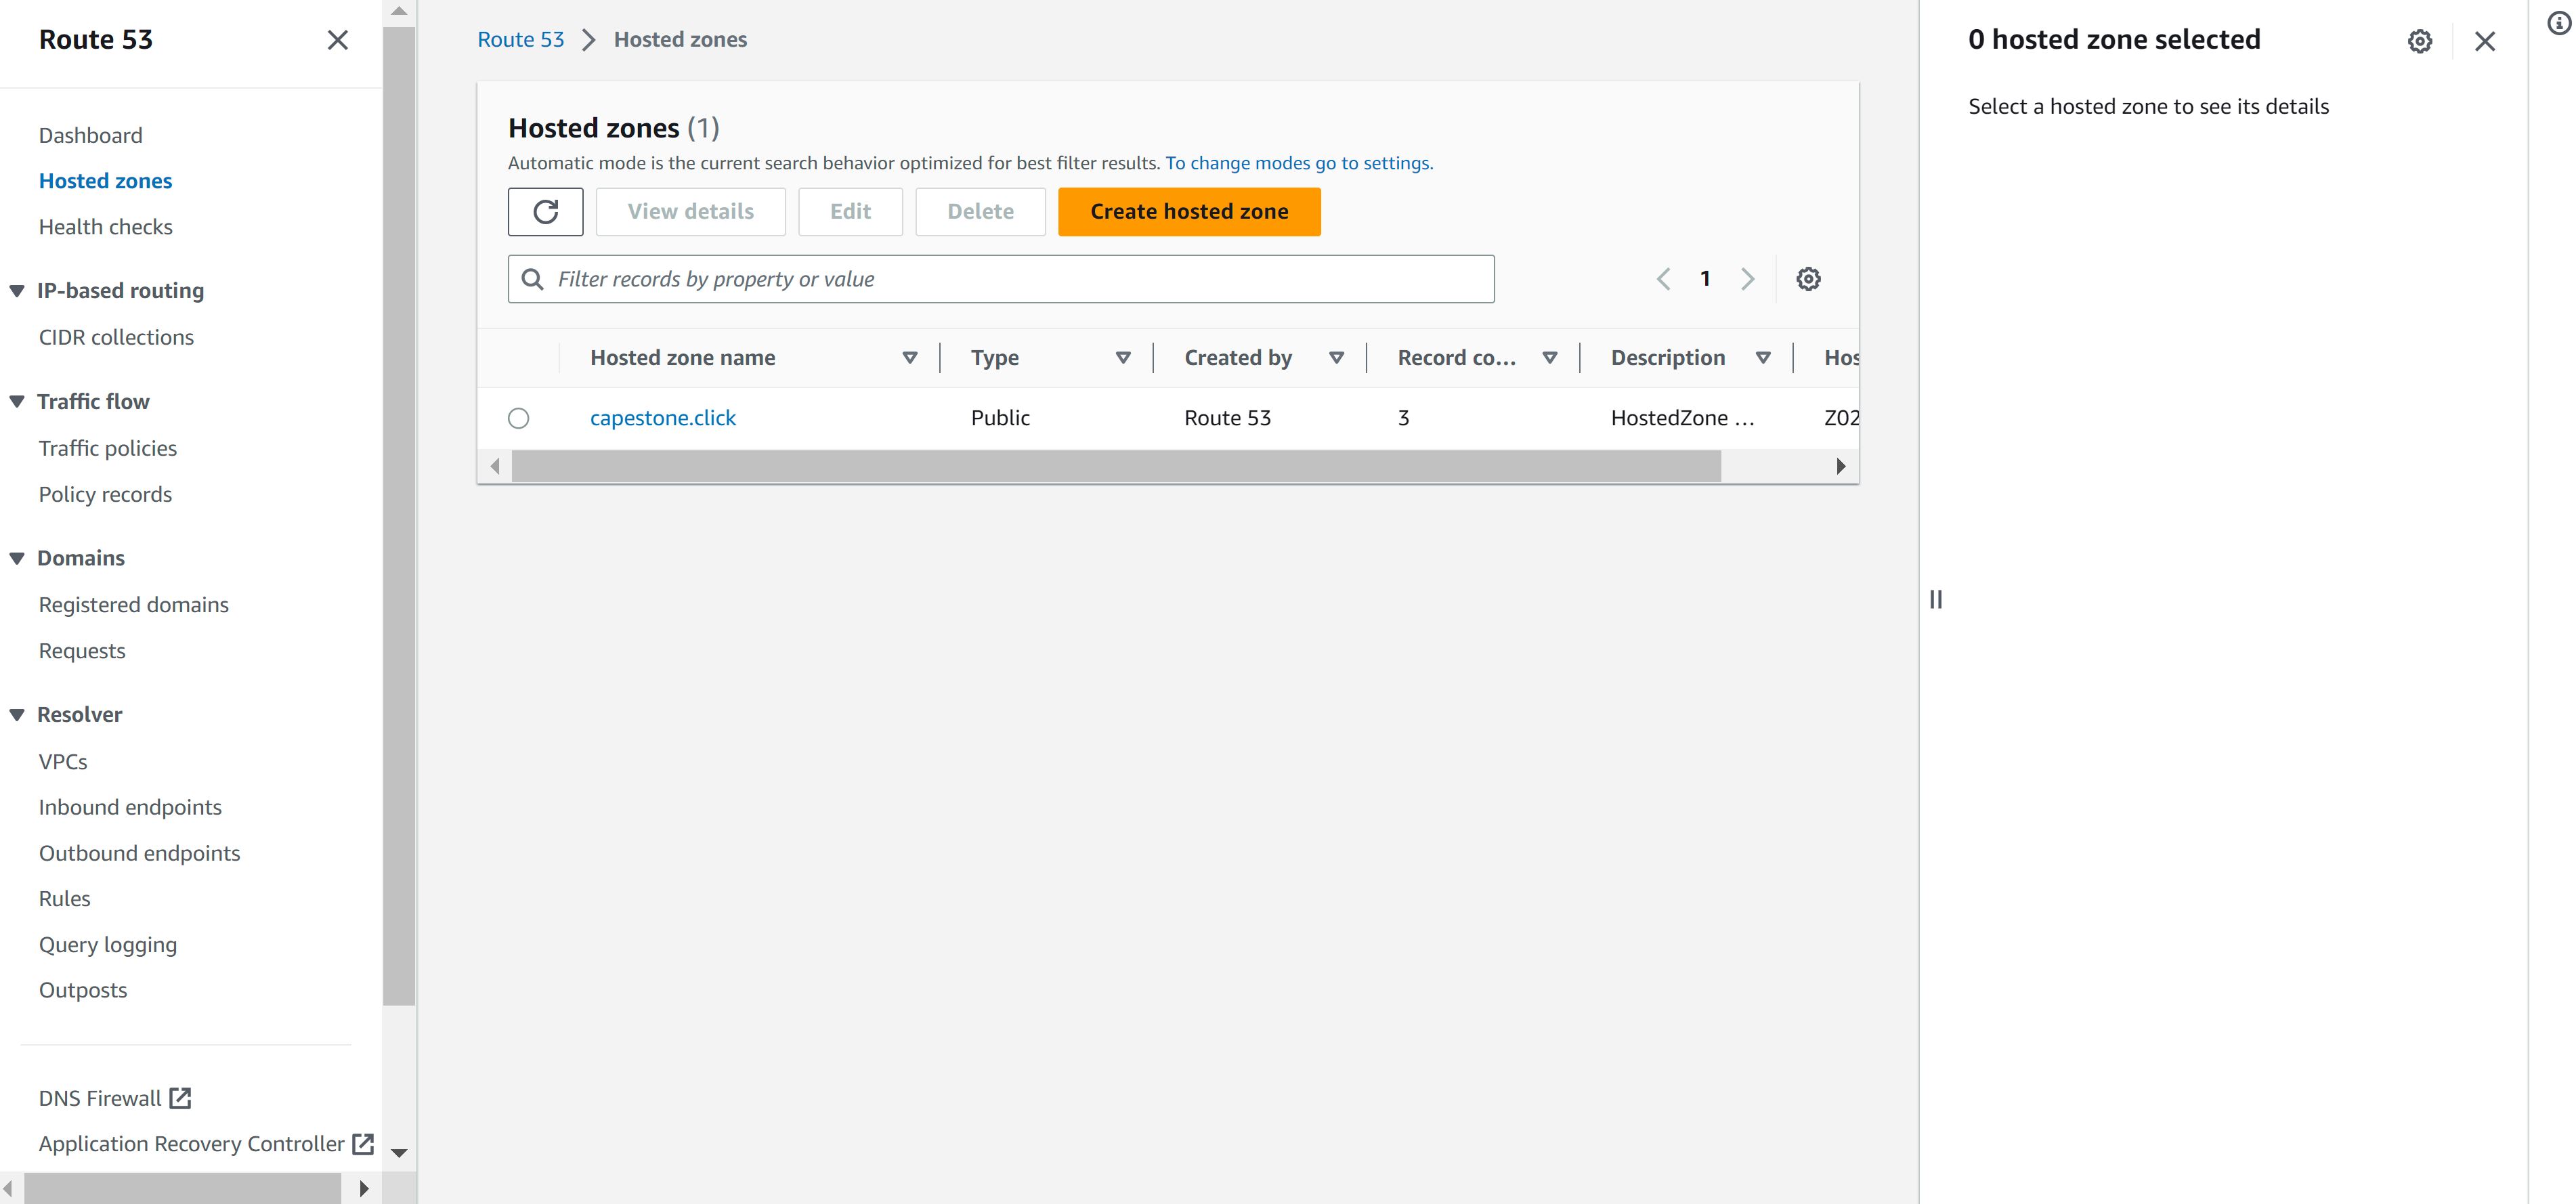 Route 53
Dashboard
Hosted zones
Health checks
IP-based routing
CIDR collections
Traffic flow
Traffic policies
Policy records
Domains
Registered domains
Requests
Resolver
VPCs
Inbound endpoints
Outbound endpoints
Rules
Query logging
Outposts
DNS Firewall
Application Recovery Controller
Route 53 Hosted zones
Hosted zones (1)
Automatic mode is the current search behavior optimized for best filter results. To change modes go to settings.
View details Edit Delete Create hosted zone
Filter records by property or value 1
Hosted zone name Type Created by Record co... Description Hos
capestone.click Public Route 53 3 HostedZone ... Z02
0 hosted zone selected
Select a hosted zone to see its details